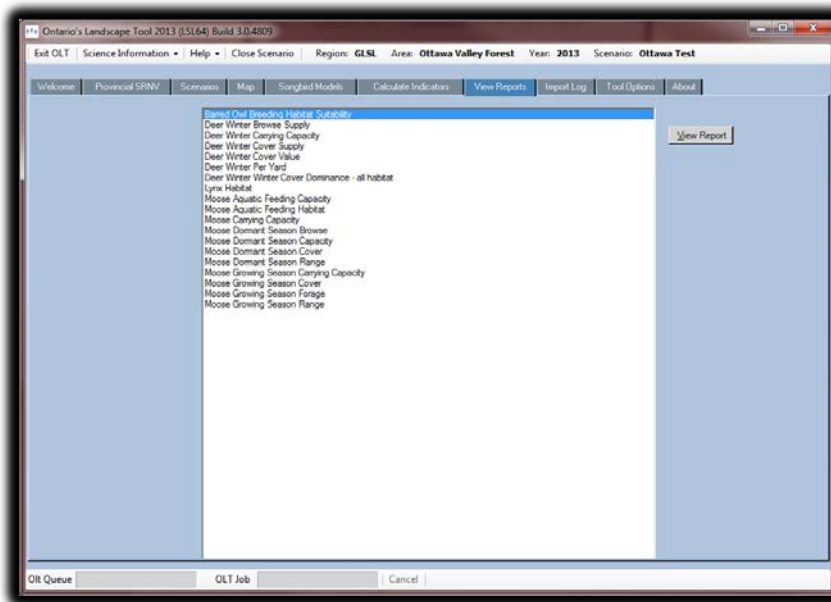 Ontario's Landscape Tool 2013 (LSL64) Build 3.0.4809
Exit OLT Science Information Help Close Scenario Region: GLSL Area: Ottawa Valley Forest Year: 2013 Scenario: Ottawa Test
Welcome Provincial SRNV Scenarios Map Songbird Models Calculate Indicators View Reports Import Log Tool Options About
Barred Owl Breeding Habitat Suitability
Deer Winter Browse Supply
Deer Winter Carrying Capacity
Deer Winter Cover Supply
Deer Winter Cover Value
Deer Winter Per Yard
Deer Winter Winter Cover Dominance - all habitat
Lynx Habitat
Moose Aquatic Feeding Capacity
Moose Aquatic Feeding Habitat
Moose Carrying Capacity
Moose Dormant Season Browse
Moose Dormant Season Capacity
Moose Dormant Season Cover
Moose Dormant Season Range
Moose Growing Season Carrying Capacity
Moose Growing Season Cover
Moose Growing Season Forage
Moose Growing Season Range
View Report
Olt Queue OLT Job Cancel